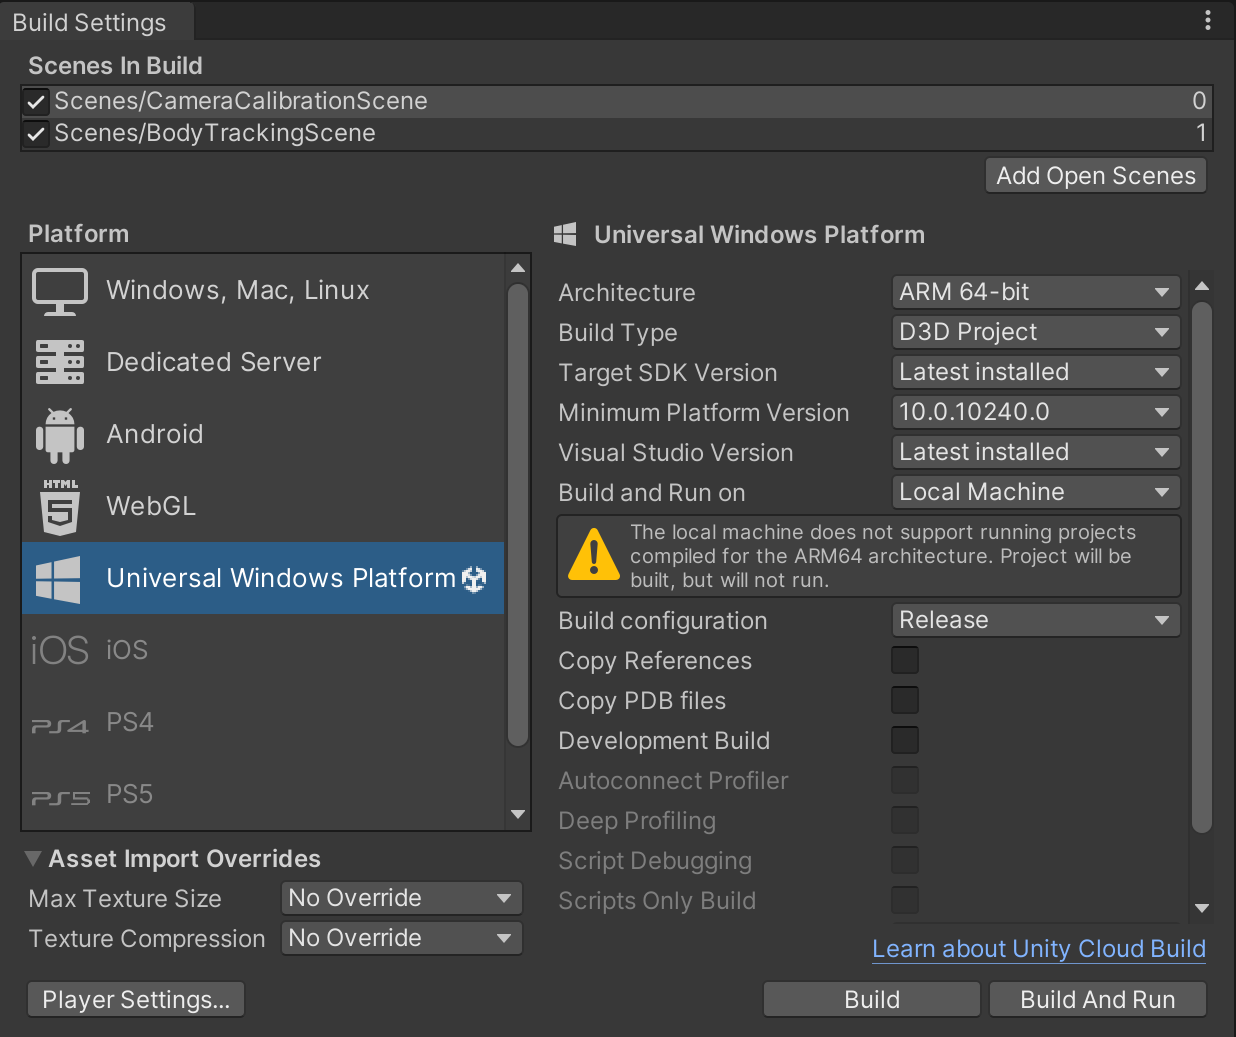 Build Settings
Scenes In Build
Scenes/CameraCalibrationScene 0
Scenes/BodyTrackingScene 1
Add Open Scenes
Platform
Windows, Mac, Linux
Dedicated Server
Android
HTML
5
WebGL
Universal Windows Platform
iOS iOS
PS4 PS4
PS5 PS5
Universal Windows Platform
Architecture ARM 64-bit
Build Type D3D Project
Target SDK Version Latest installed
Minimum Platform Version 10.0.10240.0
Visual Studio Version Latest installed
Build and Run on Local Machine
The local machine does not support running projects
compiled for the ARM64 architecture. Project will be
built, but will not run.
Build configuration Release
Copy References
Copy PDB files
Development Build
Autoconnect Profiler
Deep Profiling
Script Debugging
Scripts Only Build
Asset Import Overrides
Max Texture Size No Override
Texture Compression No Override
Learn about Unity Cloud Build
Player Settings...
Build
Build And Run